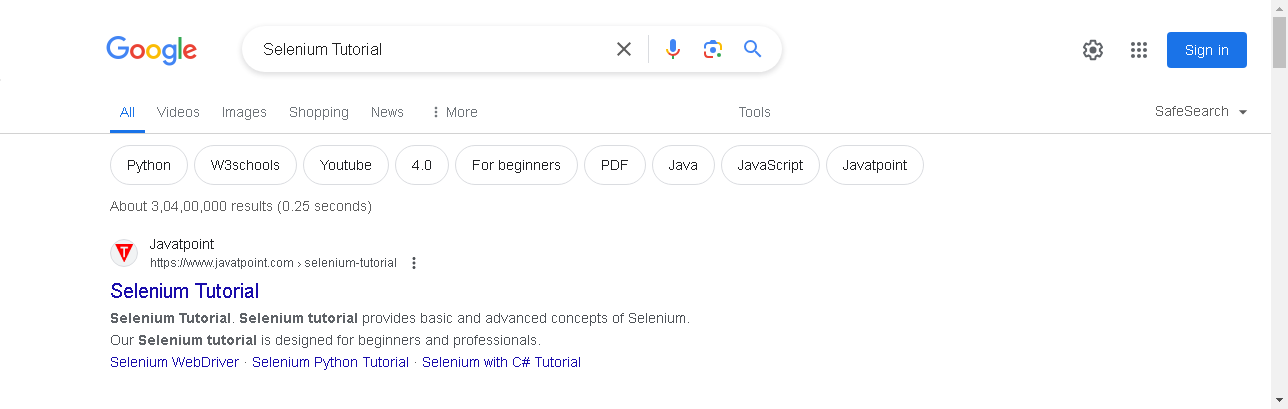 Google
Selenium Tutorial
Sign in
All Videos Images Shopping News More Tools SafeSearch
Python W3schools Youtube 4.0 For beginners PDF Java JavaScript Javatpoint
About 3,04,00,000 results (0.25 seconds)
T
Javatpoint
https://www.javatpoint.com › selenium-tutorial
Selenium Tutorial
Selenium Tutorial. Selenium tutorial provides basic and advanced concepts of Selenium.
Our Selenium tutorial is designed for beginners and professionals.
Selenium WebDriver · Selenium Python Tutorial · Selenium with C# Tutorial